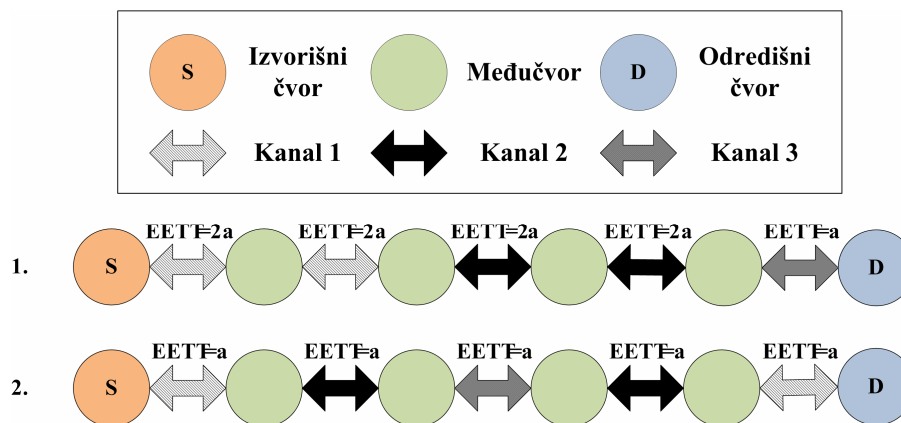 S Izvorišni čvor Međučvor D Odredišni čvor
Kanal 1 Kanal 2 Kanal 3
EETT=2a EETT=2a EETT=2a EETT=2a EETT=a
1. S D
EETT=a EETT=a EETT=a EETT=a EETT=a
2. S D